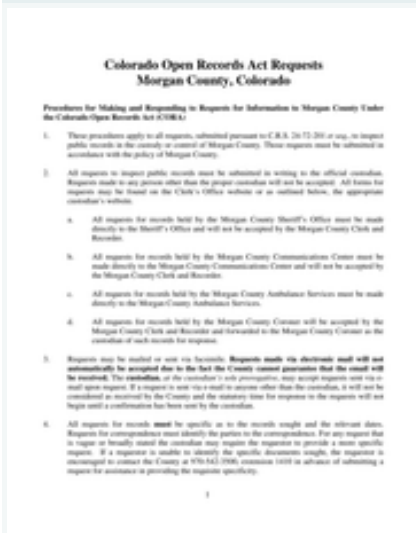 Colorado Open Records Act Requests
Morgan County, Colorado
Procedures for Making and Responding to Requests for Information to Morgan County Under
the Colorado Open Records Act (CORA)
1. These procedures apply to all requests, submitted pursuant to C.R.S. 24-72-201 et seq., to inspect
public records in the custody or control of Morgan County. These requests must be submitted in
accordance with the policy of Morgan County.
2. All requests to inspect public records must be submitted in writing to the official custodian.
Requests made to any person other than the proper custodian will not be accepted. All forms for
requests may be found on the Clerk's Office website or as outlined below, the appropriate
custodian's website.
a. All requests for records held by the Morgan County Sheriff's Office must be made
directly to the Sheriff's Office and will not be accepted by the Morgan County Clerk and
Recorder.
b. All requests for records held by the Morgan County Communications Center must be
made directly to the Morgan County Communications Center and will not be accepted by
the Morgan County Clerk and Recorder.
c. All requests for records held by the Morgan County Ambulance Services must be made
directly to the Morgan County Ambulance Services.
d. All requests for records held by the Morgan County Coroner will be accepted by the
Morgan County Clerk and Recorder and forwarded to the Morgan County Coroner as the
custodian of such records for response.
3. Requests may be mailed or sent via facsimile. Requests made via electronic mail will not
automatically be accepted due to the fact the County cannot guarantee that the email will
be received. The custodian, at the custodian's sole prerogative, may accept requests sent via e-
mail upon request. If a request is sent via e-mail to anyone other than the custodian, it will not be
considered as received by the County and the statutory time for response to the requests will not
begin until a confirmation has been sent by the custodian.
4. All requests for records must be specific as to the records sought and the relevant dates.
Requests for correspondence must identify the parties to the correspondence. For any request that
is vague or broadly stated the custodian may require the requestor to provide a more specific
request. If a requestor is unable to identify the specific documents sought, the requestor is
encouraged to contact the County at 970-542-3500, extension 1410 in advance of submitting a
request for assistance in providing the requisite specificity.
1